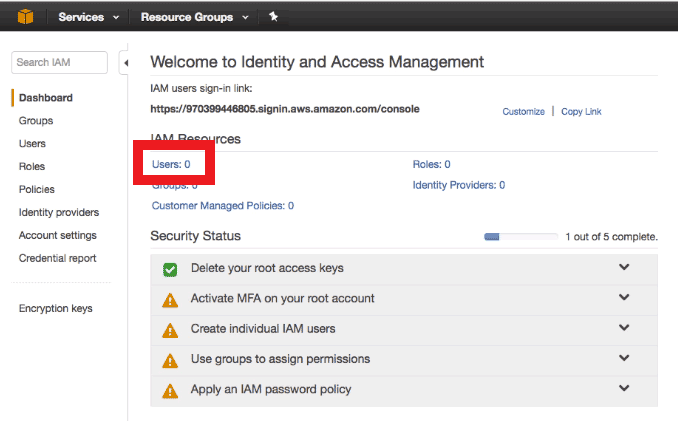 Services Resource Groups
Search IAM
Dashboard
Groups
Users
Roles
Policies
Identity providers
Account settings
Credential report
Encryption keys
Welcome to Identity and Access Management
IAM users sign-in link:
https://970399446805.signin.aws.amazon.com/console Customize | Copy Link
IAM Resources
Users: 0 Roles: 0
Groups: 0 Identity Providers: 0
Customer Managed Policies: 0
Security Status 1 out of 5 complete.
Delete your root access keys
Activate MFA on your root account
Create individual IAM users
Use groups to assign permissions
Apply an IAM password policy